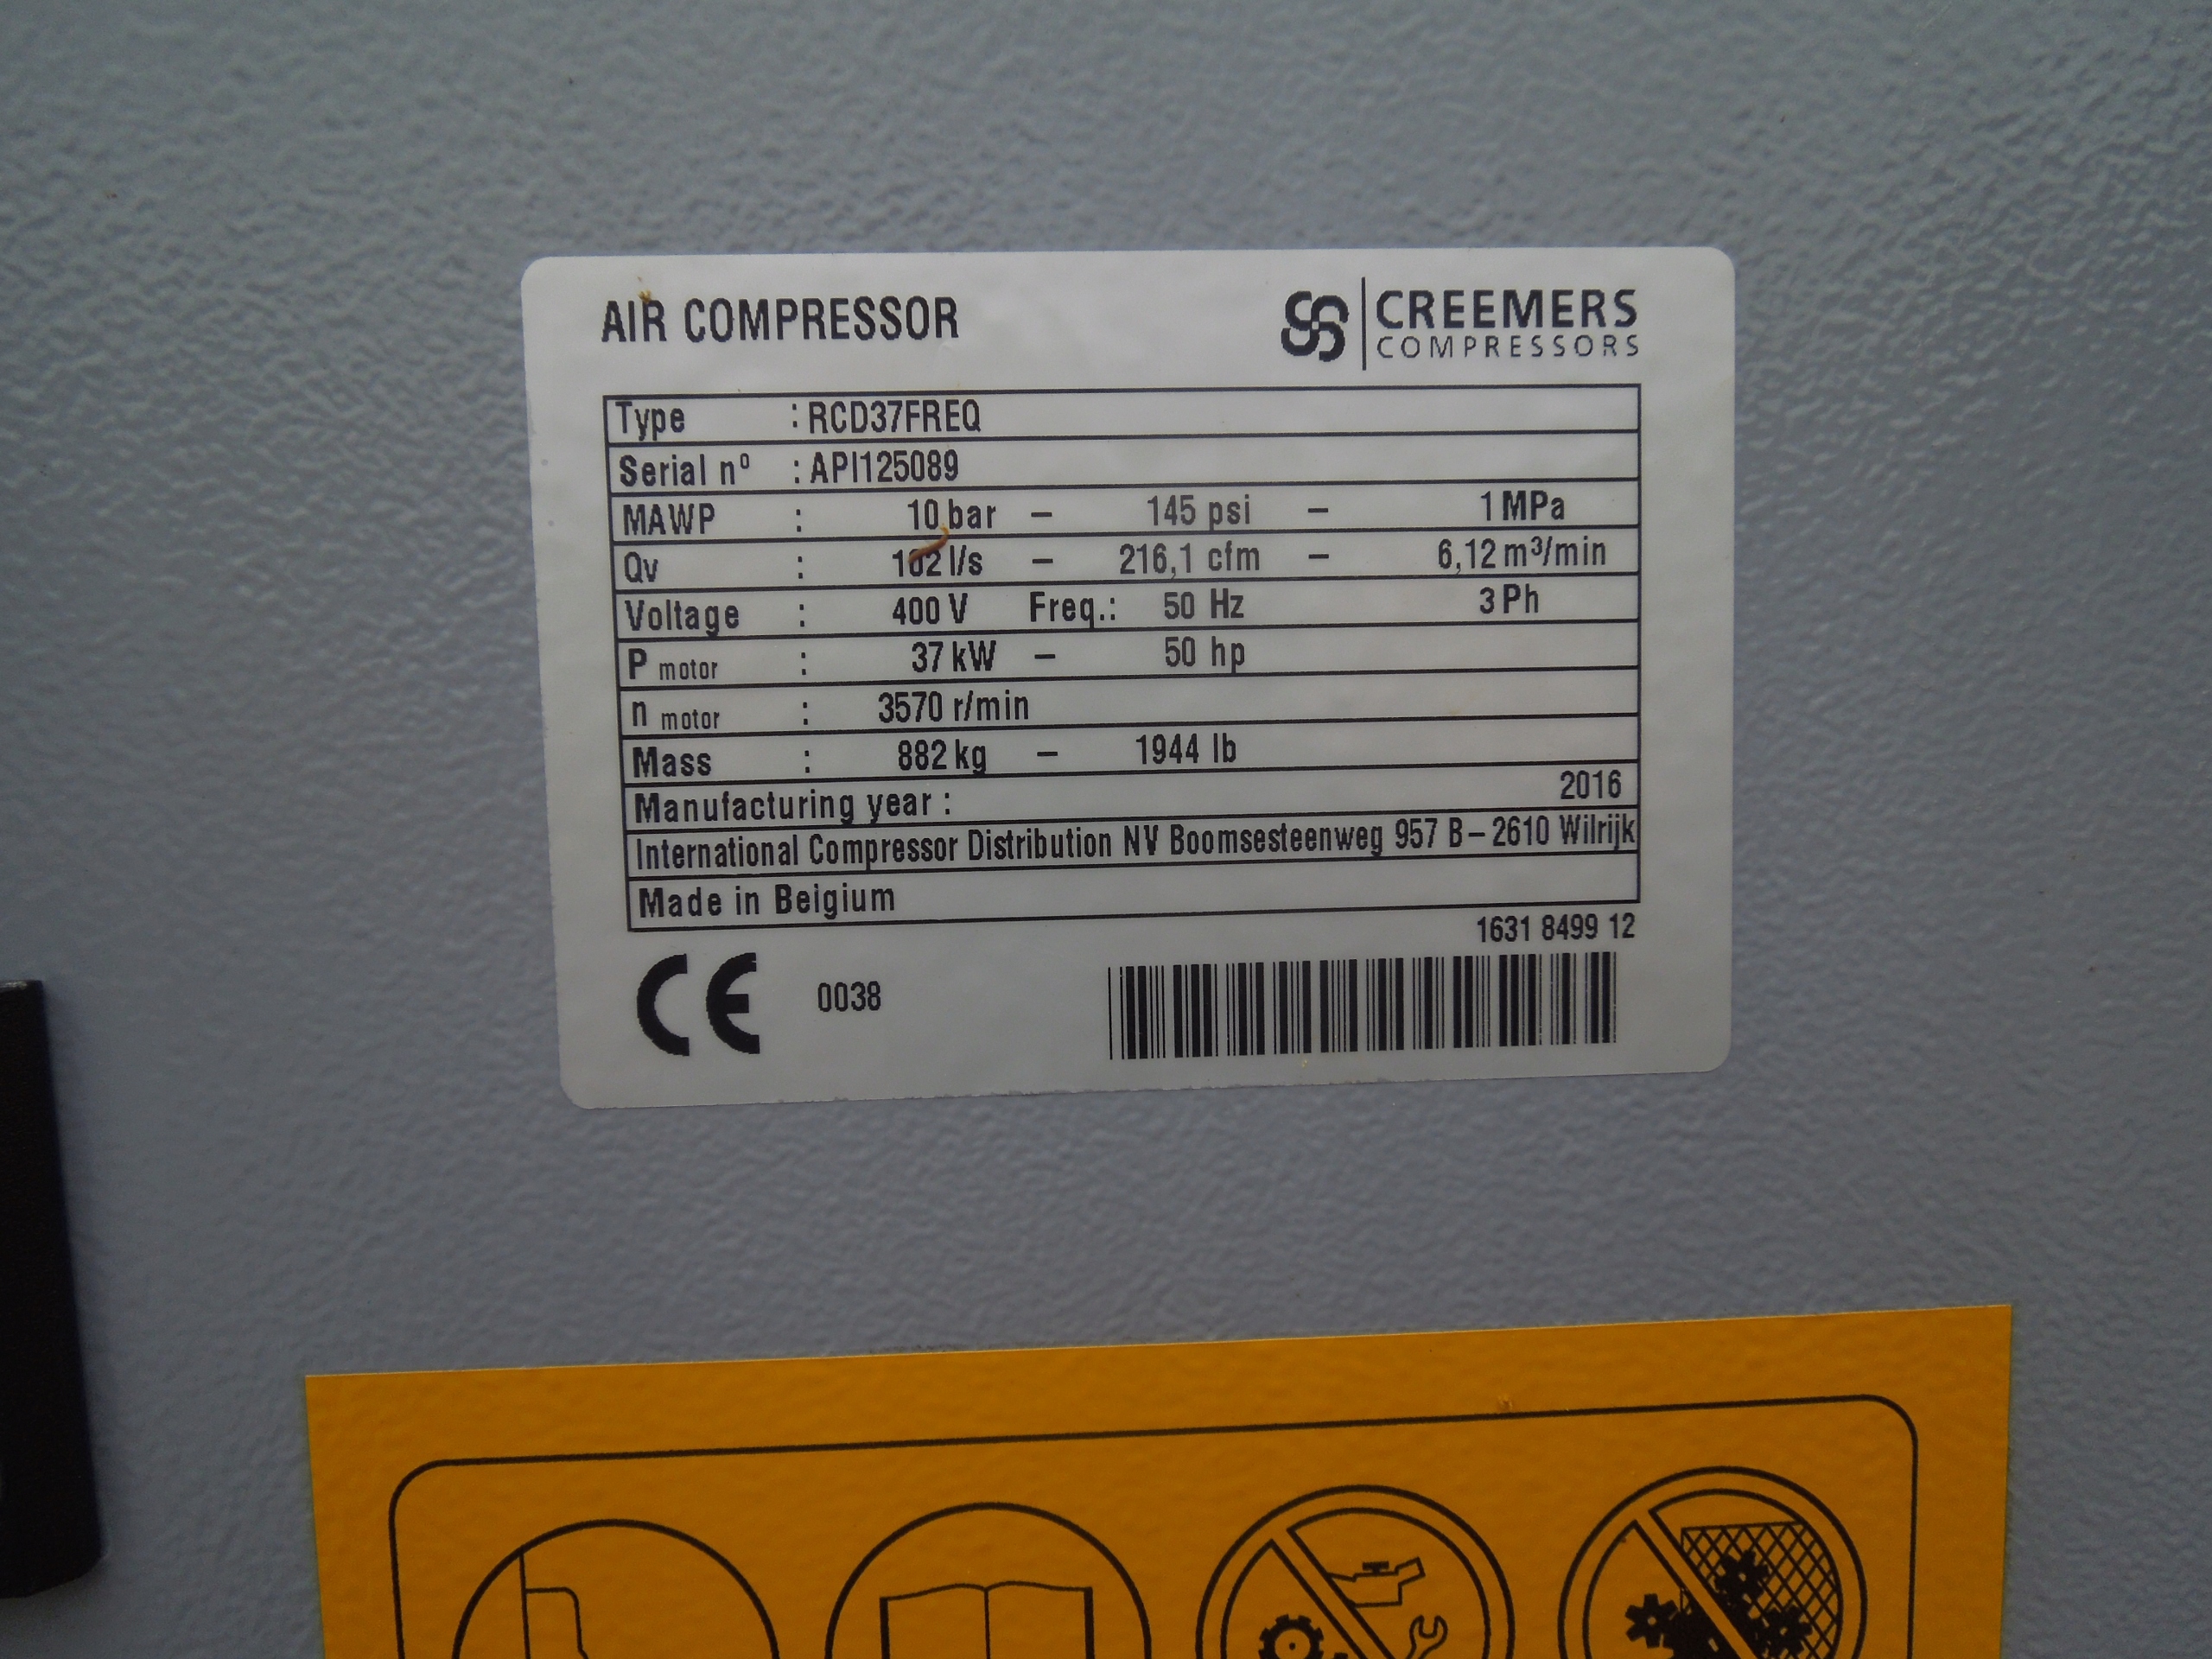 AIR COMPRESSOR
CREEMERS
COMPRESSORS
Type : RCD37FREQ
Serial nº : API125089
MAWP : 10 bar – 145 psi – 1 MPa
Qv : 102 l/s – 216,1 cfm – 6,12 m³/min
Voltage : 400 V Freq.: 50 Hz 3 Ph
P motor : 37 kW – 50 hp
n motor : 3570 r/min
Mass : 882 kg – 1944 lb
Manufacturing year : 2016
International Compressor Distribution NV Boomsesteenweg 957 B – 2610 Wilrijk
Made in Belgium
1631 8499 12
CE 0038